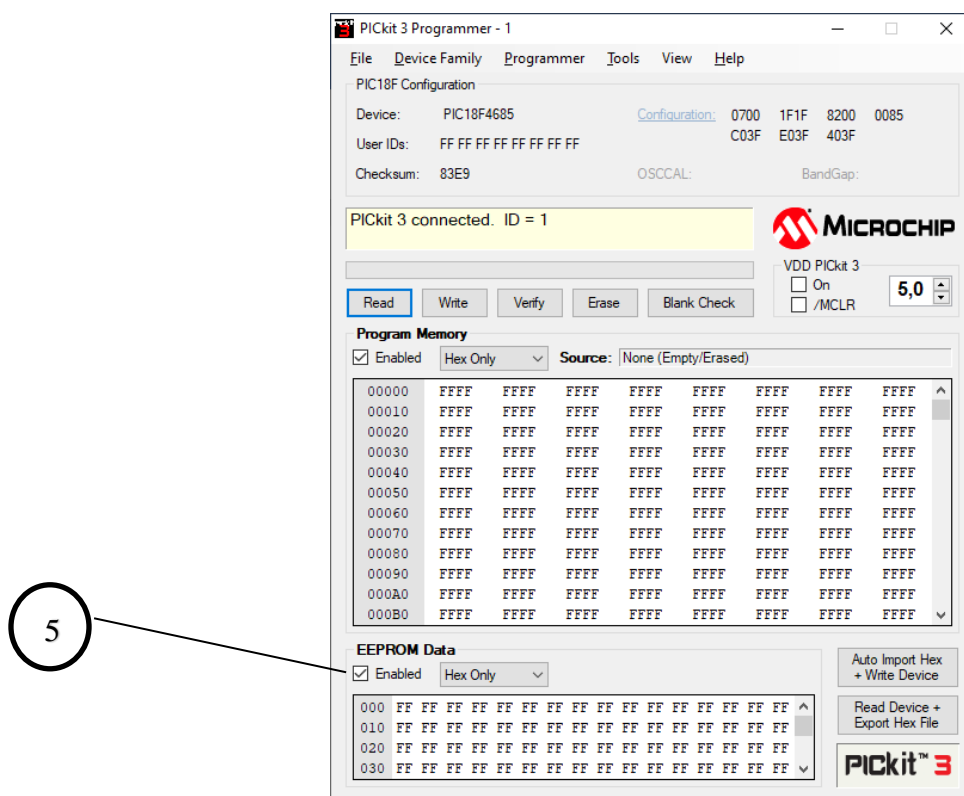 PICkit 3 Programmer - 1
File Device Family Programmer Tools View Help
PIC18F Configuration
Device: PIC18F4685 Configuration: 0700 1F1F 8200 0085
C03F E03F 403F
User IDs: FF FF FF FF FF FF FF FF
Checksum: 83E9 OSCCAL: BandGap:
PICkit 3 connected. ID = 1
MICROCHIP
VDD PICkit 3
On
/MCLR
5,0
Read Write Verify Erase Blank Check
Program Memory
Enabled Hex Only Source: None (Empty/Erased)
00000 FFFF FFFF FFFF FFFF FFFF FFFF FFFF FFFF
00010 FFFF FFFF FFFF FFFF FFFF FFFF FFFF FFFF
00020 FFFF FFFF FFFF FFFF FFFF FFFF FFFF FFFF
00030 FFFF FFFF FFFF FFFF FFFF FFFF FFFF FFFF
00040 FFFF FFFF FFFF FFFF FFFF FFFF FFFF FFFF
00050 FFFF FFFF FFFF FFFF FFFF FFFF FFFF FFFF
00060 FFFF FFFF FFFF FFFF FFFF FFFF FFFF FFFF
00070 FFFF FFFF FFFF FFFF FFFF FFFF FFFF FFFF
00080 FFFF FFFF FFFF FFFF FFFF FFFF FFFF FFFF
00090 FFFF FFFF FFFF FFFF FFFF FFFF FFFF FFFF
000A0 FFFF FFFF FFFF FFFF FFFF FFFF FFFF FFFF
000B0 FFFF FFFF FFFF FFFF FFFF FFFF FFFF FFFF
5
EEPROM Data
Enabled Hex Only
000 FF FF FF FF FF FF FF FF FF FF FF FF FF FF FF FF
010 FF FF FF FF FF FF FF FF FF FF FF FF FF FF FF FF
020 FF FF FF FF FF FF FF FF FF FF FF FF FF FF FF FF
030 FF FF FF FF FF FF FF FF FF FF FF FF FF FF FF FF
Auto Import Hex
+ Write Device
Read Device +
Export Hex File
PICkit™ 3